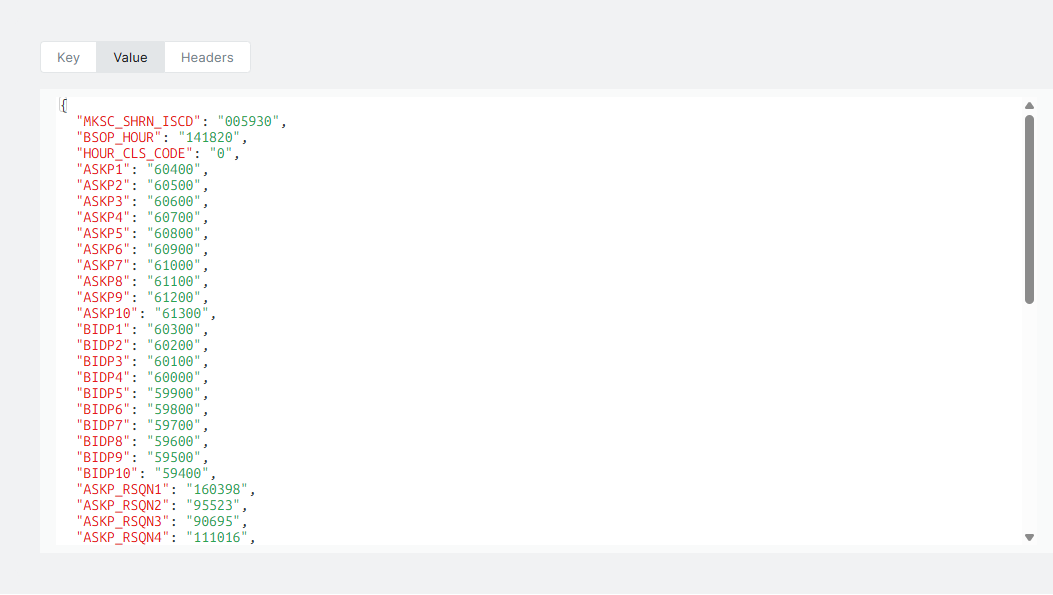 Key Value Headers
{
"MKSC_SHRN_ISCD": "005930",
"BSOP_HOUR": "141820",
"HOUR_CLS_CODE": "0",
"ASKP1": "60400",
"ASKP2": "60500",
"ASKP3": "60600",
"ASKP4": "60700",
"ASKP5": "60800",
"ASKP6": "60900",
"ASKP7": "61000",
"ASKP8": "61100",
"ASKP9": "61200",
"ASKP10": "61300",
"BIDP1": "60300",
"BIDP2": "60200",
"BIDP3": "60100",
"BIDP4": "60000",
"BIDP5": "59900",
"BIDP6": "59800",
"BIDP7": "59700",
"BIDP8": "59600",
"BIDP9": "59500",
"BIDP10": "59400",
"ASKP_RSQN1": "160398",
"ASKP_RSQN2": "95523",
"ASKP_RSQN3": "90695",
"ASKP_RSQN4": "111016",